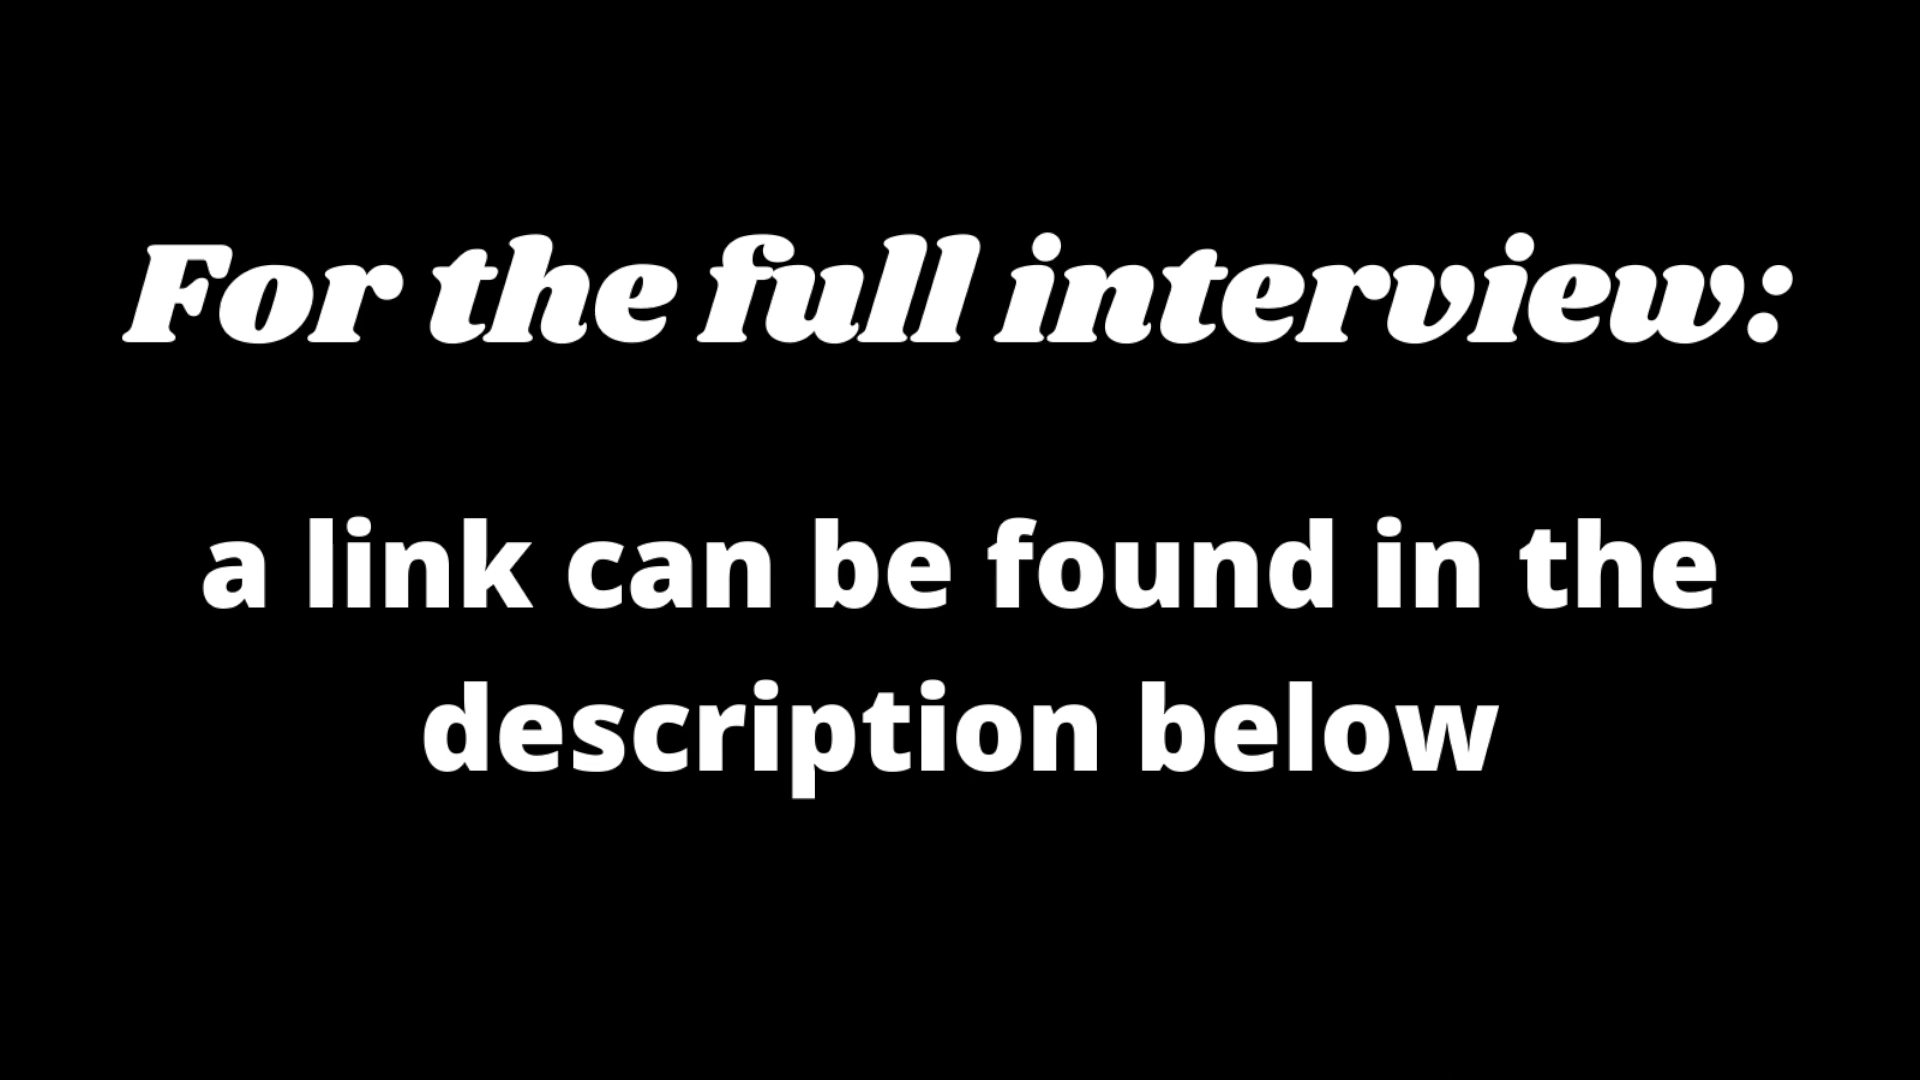 For the full interview:
a link can be found in the
description below